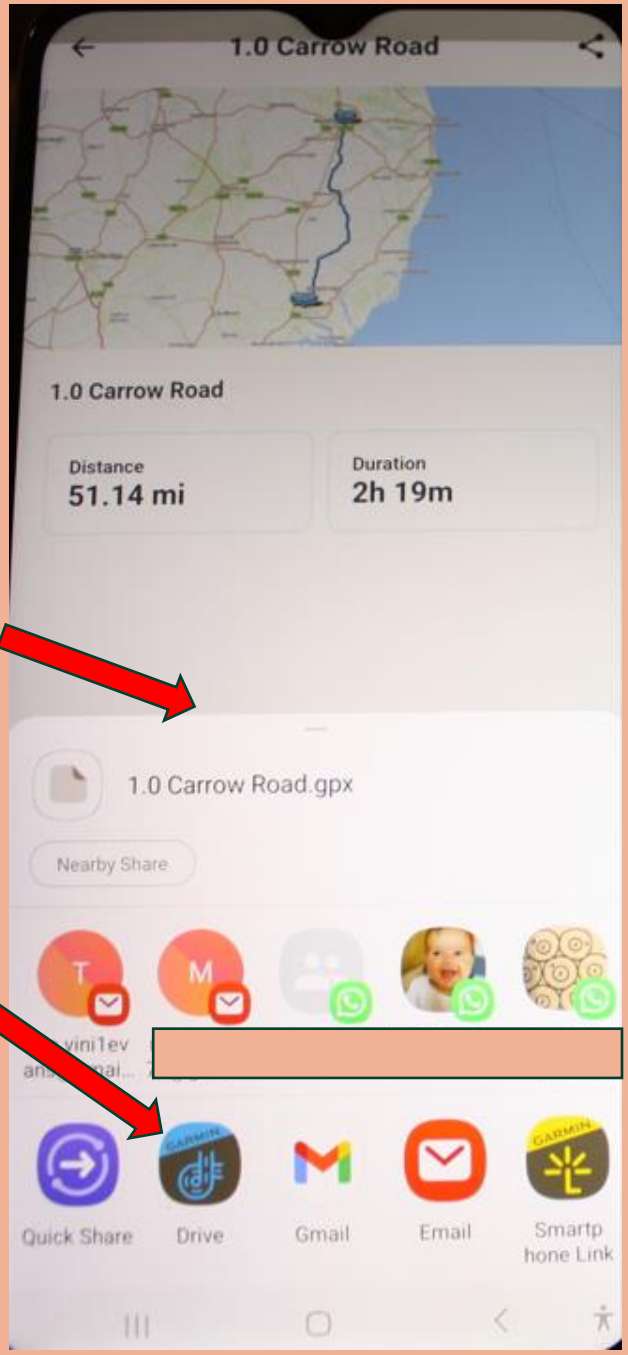 1.0 Carrow Road
1.0 Carrow Road
Distance
51.14 mi
Duration
2h 19m
1.0 Carrow Road.gpx
Nearby Share
T
M
vini1ev
GARMIN
GARMIN
Quick Share
Drive
Gmail
Email
Smartp
hone Link